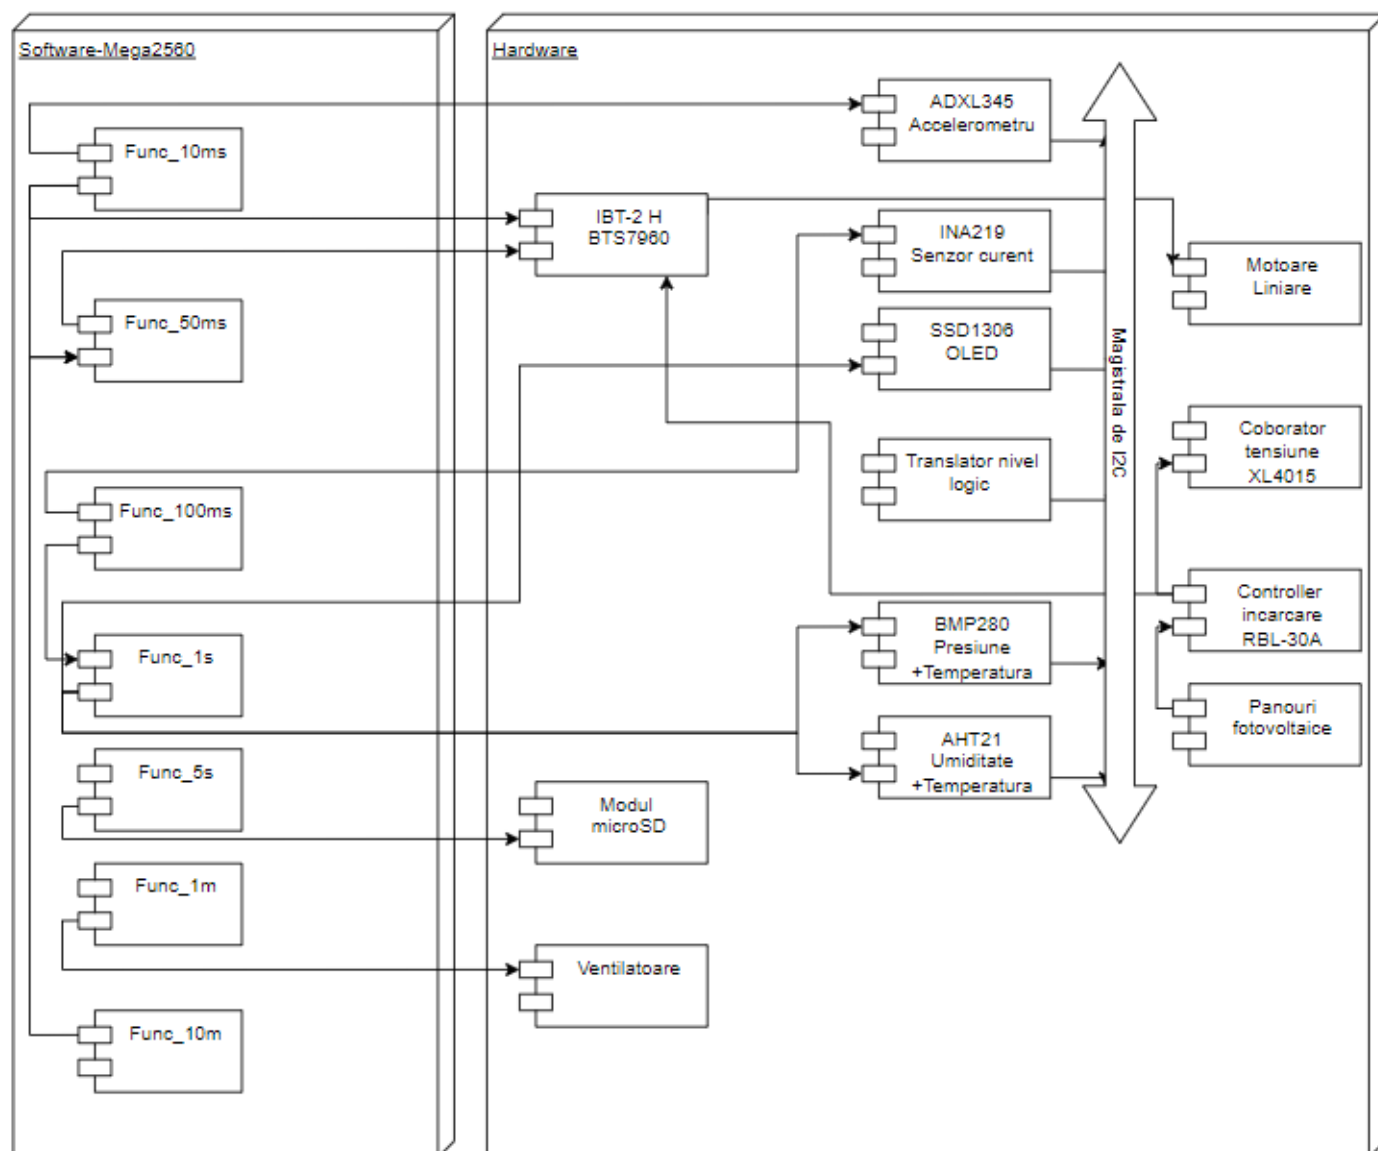 Software-Mega2560
Func_10ms
Func_50ms
Func_100ms
Func_1s
Func_5s
Func_1m
Func_10m
Hardware
IBT-2 H
BTS7960
Modul
microSD
Ventilatoare
ADXL345
Accelerometru
INA219
Senzor curent
SSD1306
OLED
Translator nivel
logic
BMP280
Presiune
+Temperatura
AHT21
Umiditate
+Temperatura
Magistrala de I2C
Motoare
Liniare
Coborator
tensiune
XL4015
Controller
incarcare
RBL-30A
Panouri
fotovoltaice